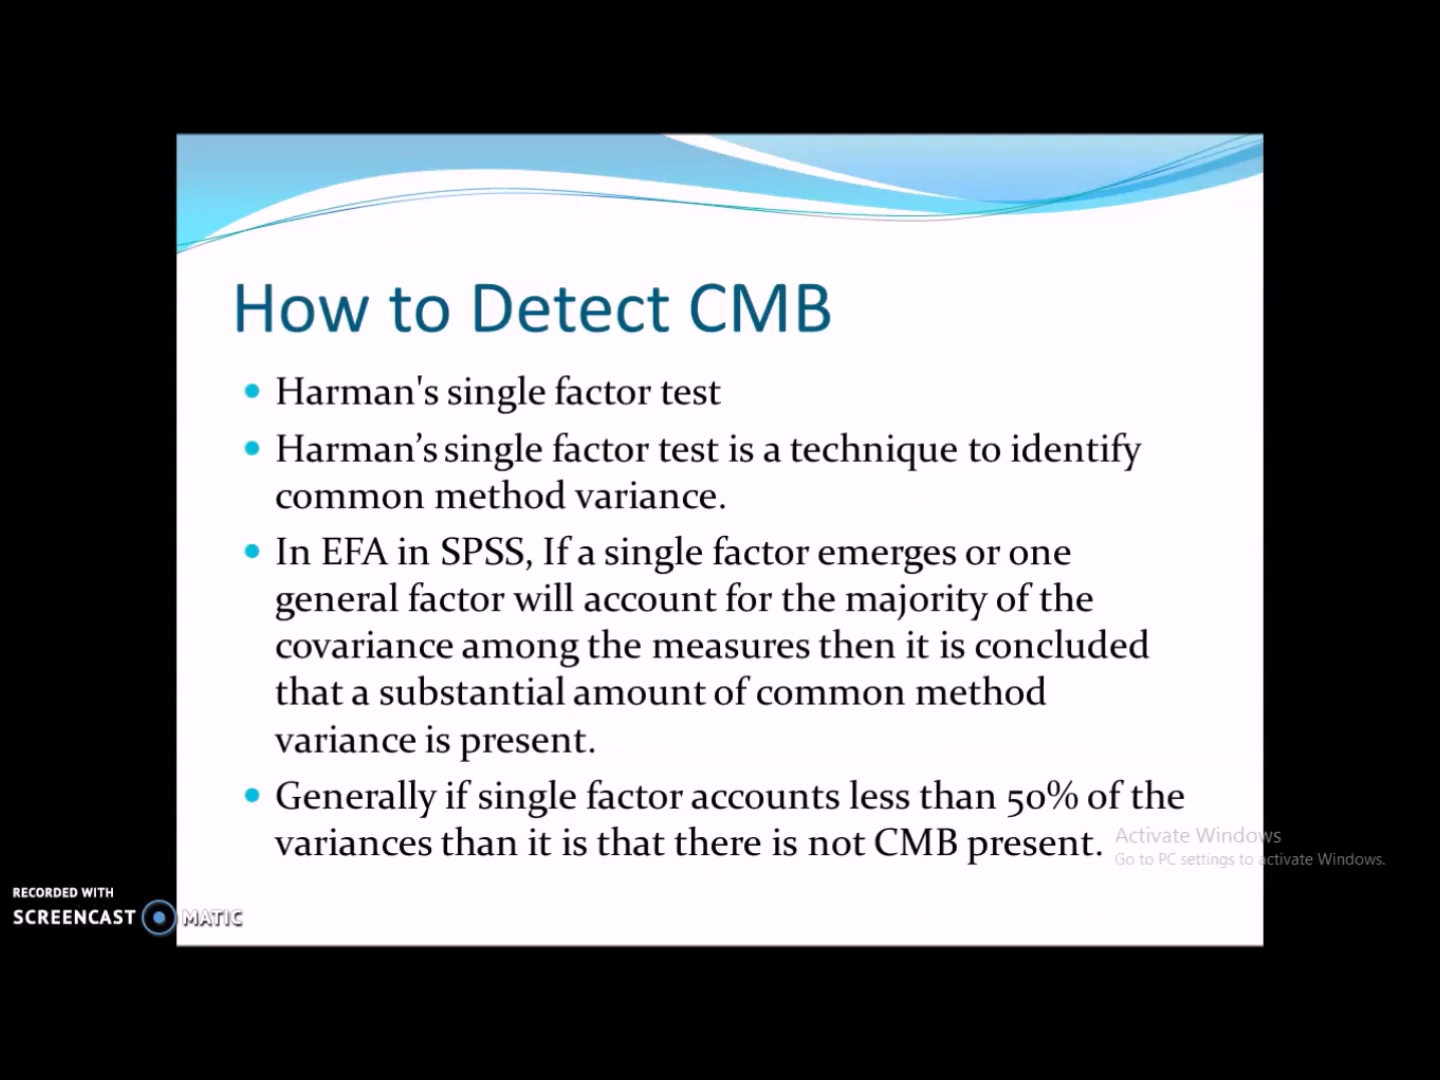 How to Detect CMB
Harman's single factor test
Harman’s single factor test is a technique to identify
common method variance.
In EFA in SPSS, If a single factor emerges or one
general factor will account for the majority of the
covariance among the measures then it is concluded
that a substantial amount of common method
variance is present.
Generally if single factor accounts less than 50% of the
variances than it is that there is not CMB present.
Activate Windows
Go to PC settings to activate Windows.
RECORDED WITH
SCREENCAST MATIC